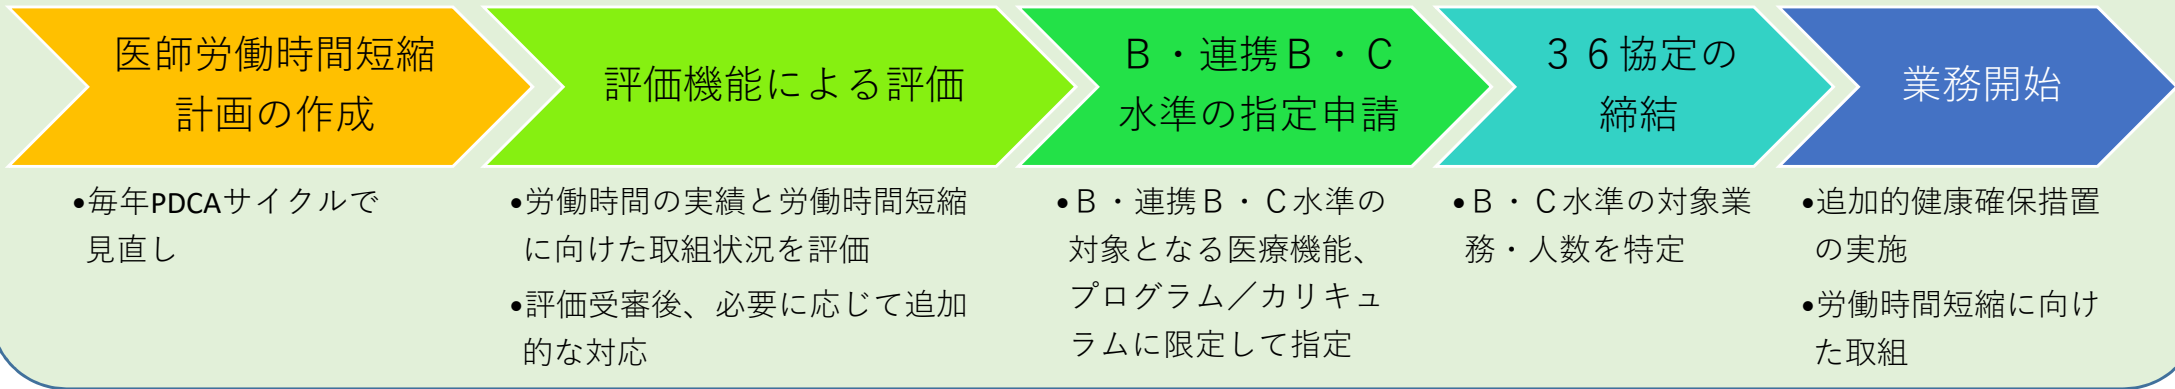 医師労働時間短縮
計画の作成
•毎年PDCAサイクルで
見直し
評価機能による評価
•労働時間の実績と労働時間短縮
に向けた取組状況を評価
•評価受審後、必要に応じて追加
的な対応
Ｂ・連携Ｂ・Ｃ
水準の指定申請
•Ｂ・連携Ｂ・Ｃ水準の
対象となる医療機能、
プログラム／カリキュ
ラムに限定して指定
３６協定の
締結
•Ｂ・Ｃ水準の対象業
務・人数を特定
業務開始
•追加的健康確保措置
の実施
•労働時間短縮に向け
た取組